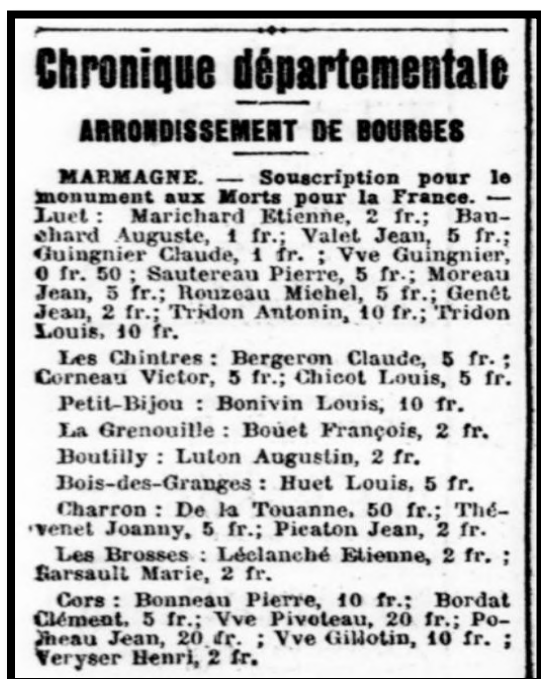 Chronique départementale
ARRONDISSEMENT DE BOURGES
MARMAGNE. — Souscription pour le
monument aux Morts pour la France. —
Luet : Marichard Etienne, 2 fr.; Bau-
chard Auguste, 1 fr.; Valet Jean, 5 fr.;
Guingnier Claude, 1 fr. ; Vve Guingnier,
0 fr. 50 ; Sautereau Pierre, 5 fr.; Moreau
Jean, 5 fr.; Rouzeau Michel, 5 fr.; Genêt
Jean, 2 fr.; Tridon Antonin, 10 fr.; Tridon
Louis, 10 fr.
Les Chintres : Bergeron Claude, 5 fr. ;
Corneau Victor, 5 fr.; Chicot Louis, 5 fr.
Petit-Bijou : Bonivin Louis, 10 fr.
La Grenouille : Bouet François, 2 fr.
Boutilly : Luton Augustin, 2 fr.
Bois-des-Granges : Huet Louis, 5 fr.
Charron : De la Touanne, 50 fr.; Thé-
venet Joanny, 5 fr.; Picaton Jean, 2 fr.
Les Brosses : Léclanché Etienne, 2 fr. ;
Sarsault Marie, 2 fr.
Cors : Bonneau Pierre, 10 fr.; Bordat
Clément, 5 fr.; Vve Pivoteau, 20 fr.; Po-
meau Jean, 20 fr. ; Vve Gillotin, 10 fr. ;
Veryser Henri, 2 fr.